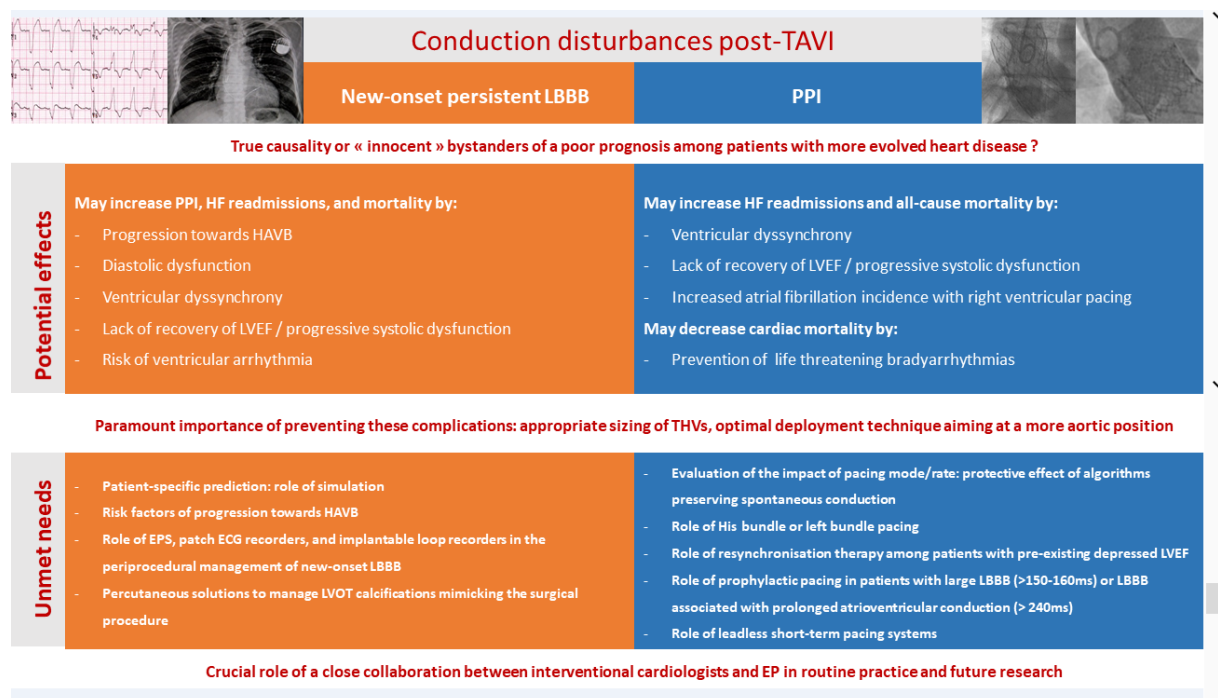 Conduction disturbances post-TAVI
New-onset persistent LBBB
PPI
True causality or « innocent » bystanders of a poor prognosis among patients with more evolved heart disease ?
Potential effects
May increase PPI, HF readmissions, and mortality by:
- Progression towards HAVB
- Diastolic dysfunction
- Ventricular dyssynchrony
- Lack of recovery of LVEF / progressive systolic dysfunction
- Risk of ventricular arrhythmia
May increase HF readmissions and all-cause mortality by:
- Ventricular dyssynchrony
- Lack of recovery of LVEF / progressive systolic dysfunction
- Increased atrial fibrillation incidence with right ventricular pacing
May decrease cardiac mortality by:
- Prevention of life threatening bradyarrhythmias
Paramount importance of preventing these complications: appropriate sizing of THVs, optimal deployment technique aiming at a more aortic position
Unmet needs
- Patient-specific prediction: role of simulation
- Risk factors of progression towards HAVB
- Role of EPS, patch ECG recorders, and implantable loop recorders in the
periprocedural management of new-onset LBBB
- Percutaneous solutions to manage LVOT calcifications mimicking the surgical
procedure
- Evaluation of the impact of pacing mode/rate: protective effect of algorithms
preserving spontaneous conduction
- Role of His bundle or left bundle pacing
- Role of resynchronisation therapy among patients with pre-existing depressed LVEF
- Role of prophylactic pacing in patients with large LBBB (>150-160ms) or LBBB
associated with prolonged atrioventricular conduction (> 240ms)
- Role of leadless short-term pacing systems
Crucial role of a close collaboration between interventional cardiologists and EP in routine practice and future research